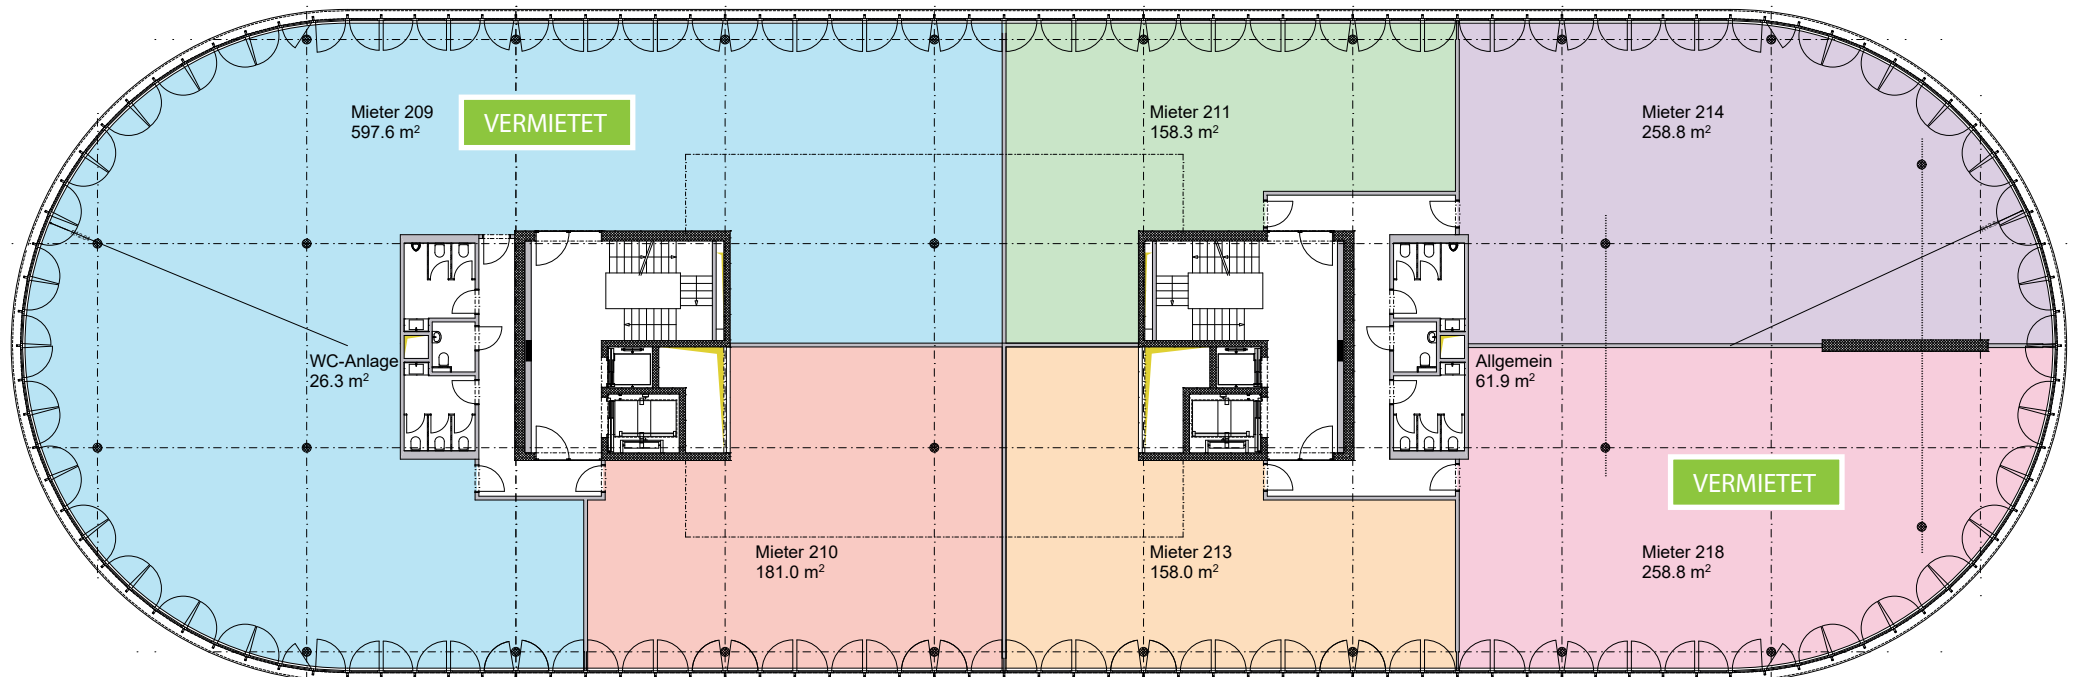 Mieter 209
597.6 m²
VERMIETET
Mieter 211
158.3 m²
Mieter 214
258.8 m²
WC-Anlage
26.3 m²
Allgemein
61.9 m²
VERMIETET
Mieter 210
181.0 m²
Mieter 213
158.0 m²
Mieter 218
258.8 m²